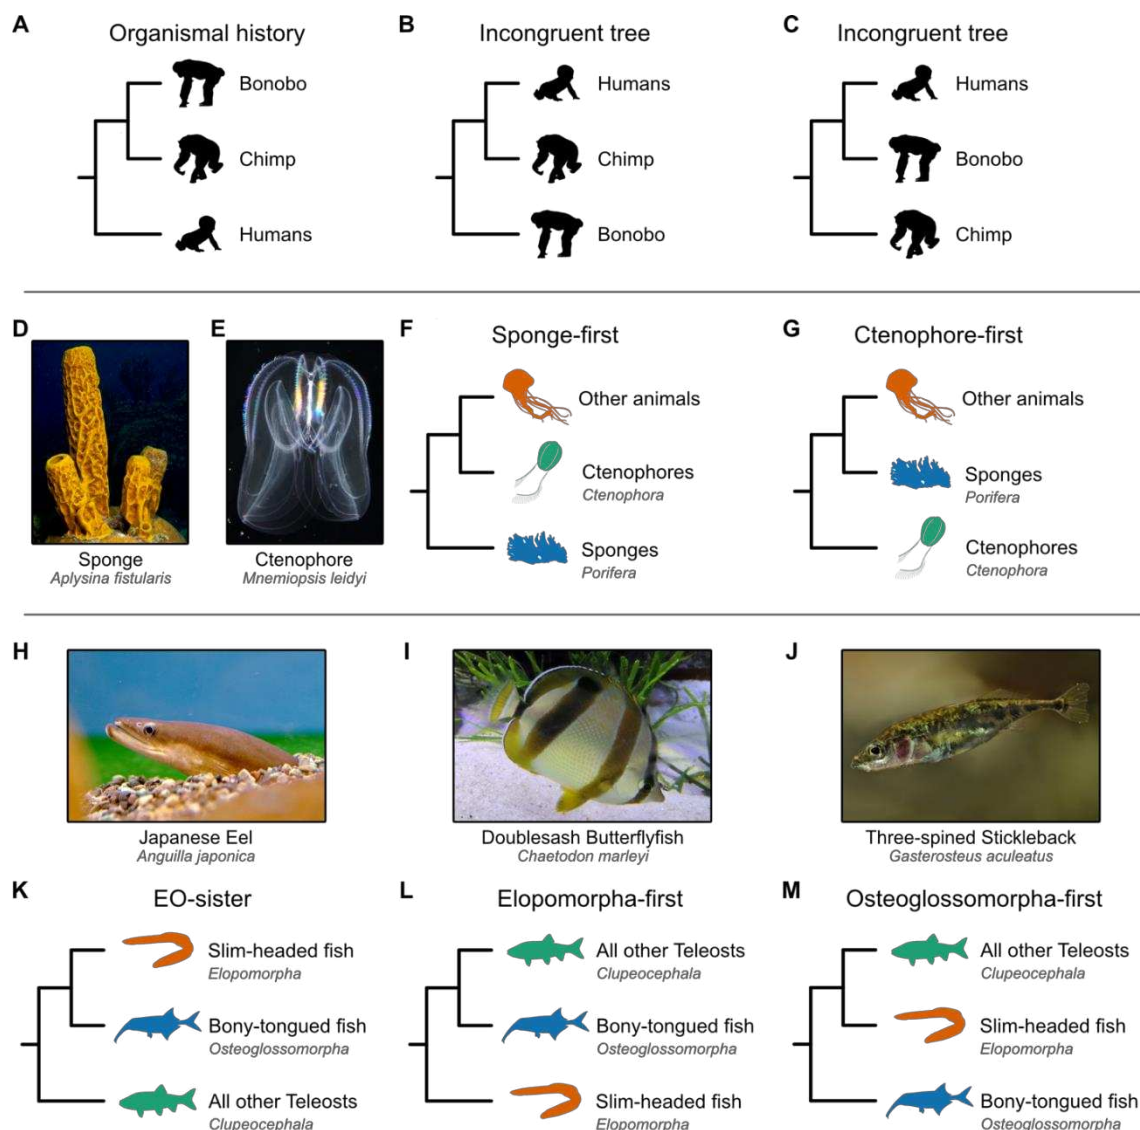 A
Organismal history
Bonobo
Chimp
Humans
B
Incongruent tree
Humans
Chimp
Bonobo
C
Incongruent tree
Humans
Bonobo
Chimp
D
Sponge
Aplysina fistularis
E
Ctenophore
Mnemiopsis leidyi
F
Sponge-first
Other animals
Ctenophores
Ctenophora
Sponges
Porifera
G
Ctenophore-first
Other animals
Sponges
Porifera
Ctenophores
Ctenophora
H
Japanese Eel
Anguilla japonica
I
Doublesash Butterflyfish
Chaetodon marleyi
J
Three-spined Stickleback
Gasterosteus aculeatus
K
EO-sister
Slim-headed fish
Elopomorpha
Bony-tongued fish
Osteoglossomorpha
All other Teleosts
Clupeocephala
L
Elopomorpha-first
All other Teleosts
Clupeocephala
Bony-tongued fish
Osteoglossomorpha
Slim-headed fish
Elopomorpha
M
Osteoglossomorpha-first
All other Teleosts
Clupeocephala
Slim-headed fish
Elopomorpha
Bony-tongued fish
Osteoglossomorpha